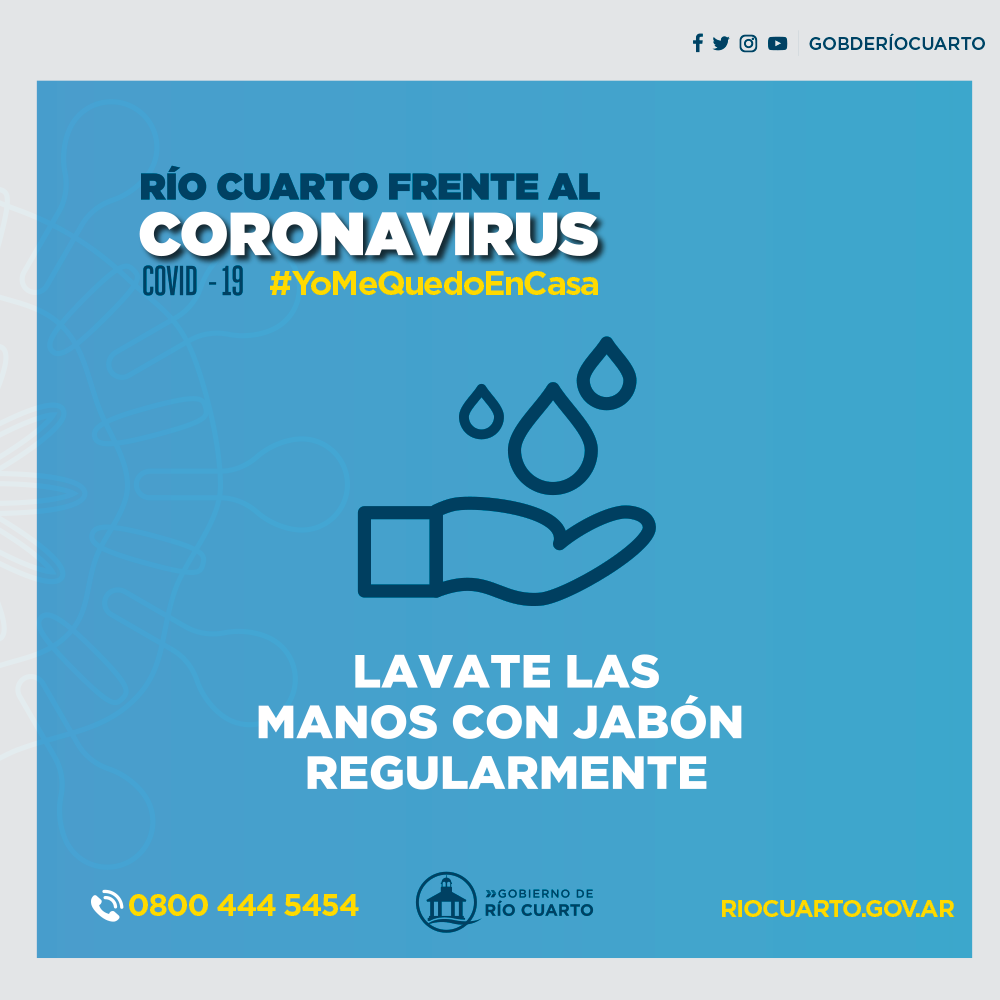 GOBDERÍOCUARTO
RÍO CUARTO FRENTE AL
CORONAVIRUS
COVID - 19 #YoMeQuedoEnCasa
LAVATE LAS
MANOS CON JABÓN
REGULARMENTE
0800 444 5454
»GOBIERNO DE
RÍO CUARTO
RIOCUARTO.GOV.AR